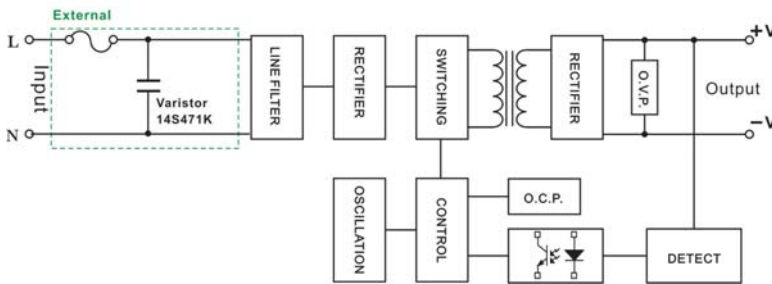 External
L
Input
N
Varistor
14S471K
LINE FILTER
RECTIFIER
SWITCHING
RECTIFIER
O.V.P.
+V
Output
-V
OSCILLATION
CONTROL
O.C.P.
DETECT